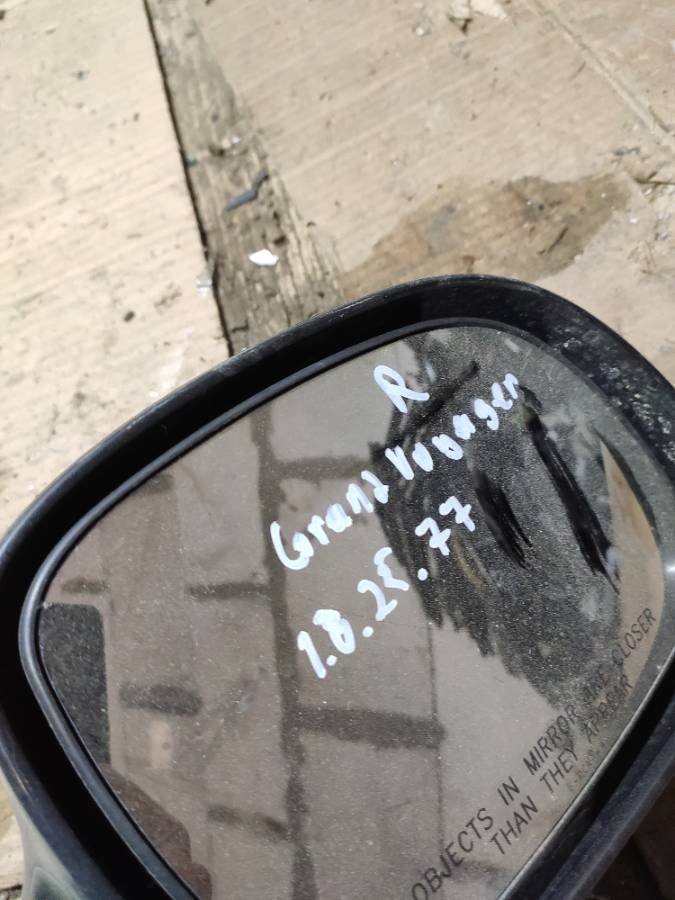 R
Grand Voyager
1.8.25.77
OBJECTS IN MIRROR ARE CLOSER
THAN THEY APPEAR